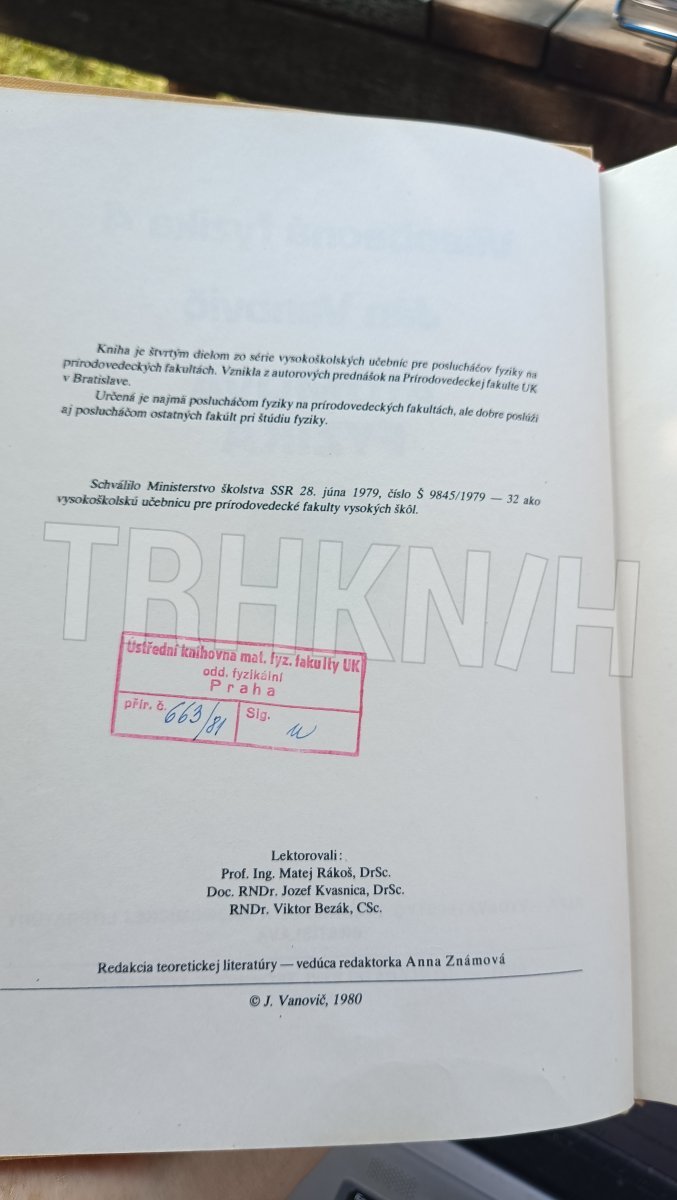 Kniha je štvrtým dielom zo série vysokoškolských učebníc pre poslucháčov fyziky na
prírodovedeckých fakultách. Vznikla z autorových prednášok na Prírodovedeckej fakulte UK
v Bratislave.
Určená je najmä poslucháčom fyziky na prírodovedeckých fakultách, ale dobre poslúži
aj poslucháčom ostatných fakúlt pri štúdiu fyziky.
Schválilo Ministerstvo školstva SSR 28. júna 1979, číslo Š 9845/1979 — 32 ako
vysokoškolskú učebnicu pre prírodovedecké fakulty vysokých škôl.
TRHKN/H
Ústřední knihovna mat. fyz. fakulty UK
odd. fyzikální
Praha
přír. č. 663/81 Sig.
Lektorovali:
Prof. Ing. Matej Rákoš, DrSc.
Doc. RNDr. Jozef Kvasnica, DrSc.
RNDr. Viktor Bezák, CSc.
Redakcia teoretickej literatúry — vedúca redaktorka Anna Známová
© J. Vanovič, 1980